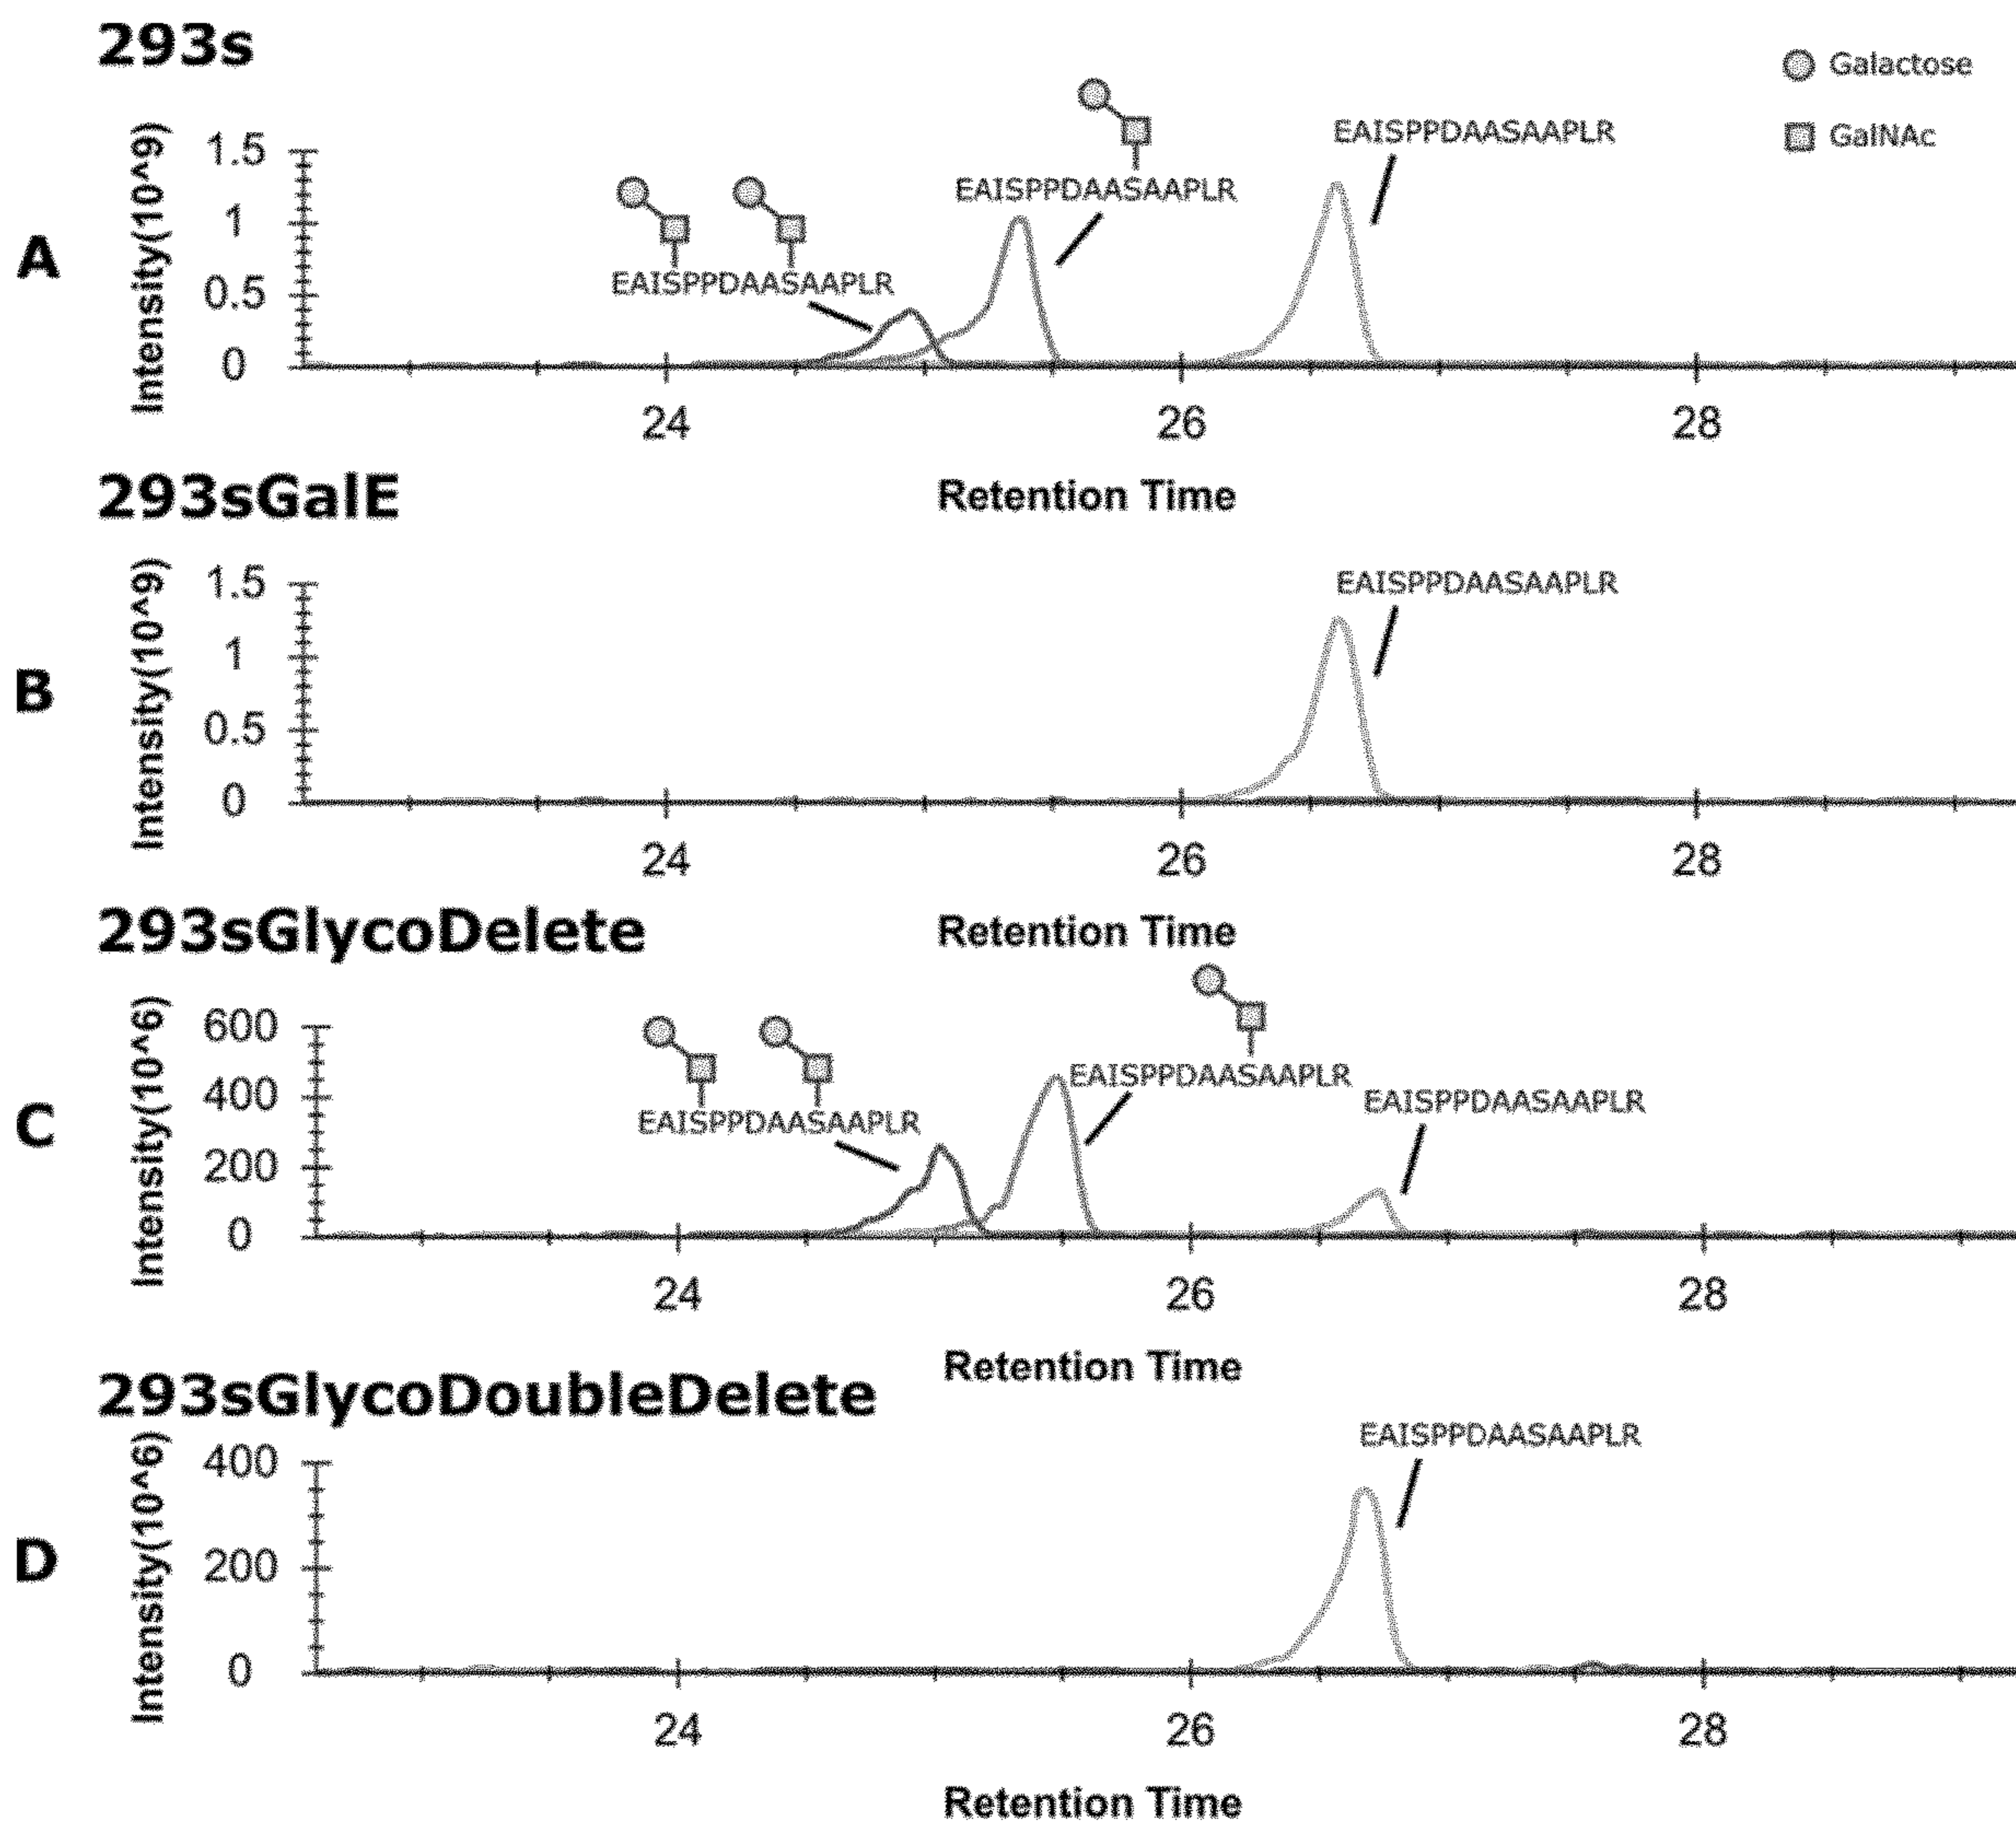 293s
Galactose
GalNAc
A
Intensity(10^9)
1.5
1
0.5
0
EAISPPDAASAAPLR
EAISPPDAASAAPLR
EAISPPDAASAAPLR
24
26
28
Retention Time
293sGalE
B
Intensity(10^9)
1.5
1
0.5
0
EAISPPDAASAAPLR
24
26
28
Retention Time
293sGlycoDelete
C
Intensity(10^6)
600
400
200
0
EAISPPDAASAAPLR
EAISPPDAASAAPLR
EAISPPDAASAAPLR
24
26
28
Retention Time
293sGlycoDoubleDelete
D
Intensity(10^6)
400
200
0
EAISPPDAASAAPLR
24
26
28
Retention Time